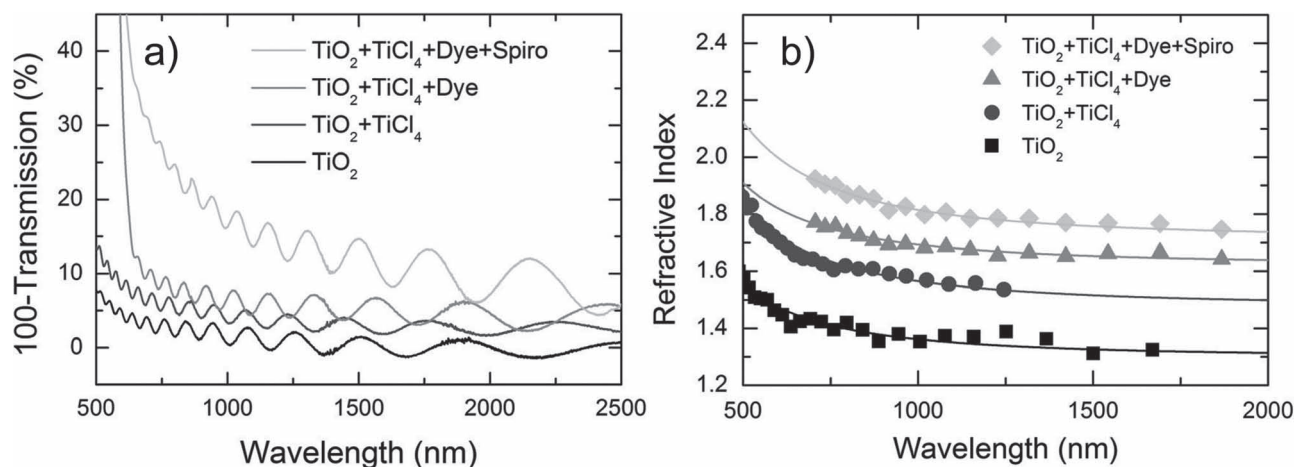 a)
TiO2+TiCl4+Dye+Spiro
TiO2+TiCl4+Dye
TiO2+TiCl4
TiO2
100-Transmission (%)
40
30
20
10
0
500 1000 1500 2000 2500
Wavelength (nm)
b)
TiO2+TiCl4+Dye+Spiro
TiO2+TiCl4+Dye
TiO2+TiCl4
TiO2
Refractive Index
2.4
2.2
2.0
1.8
1.6
1.4
1.2
500 1000 1500 2000
Wavelength (nm)